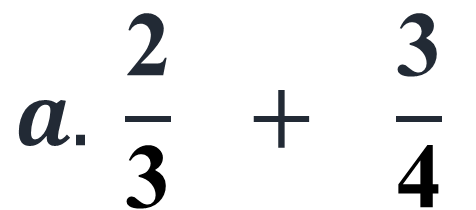 a. 2/3 + 3/4